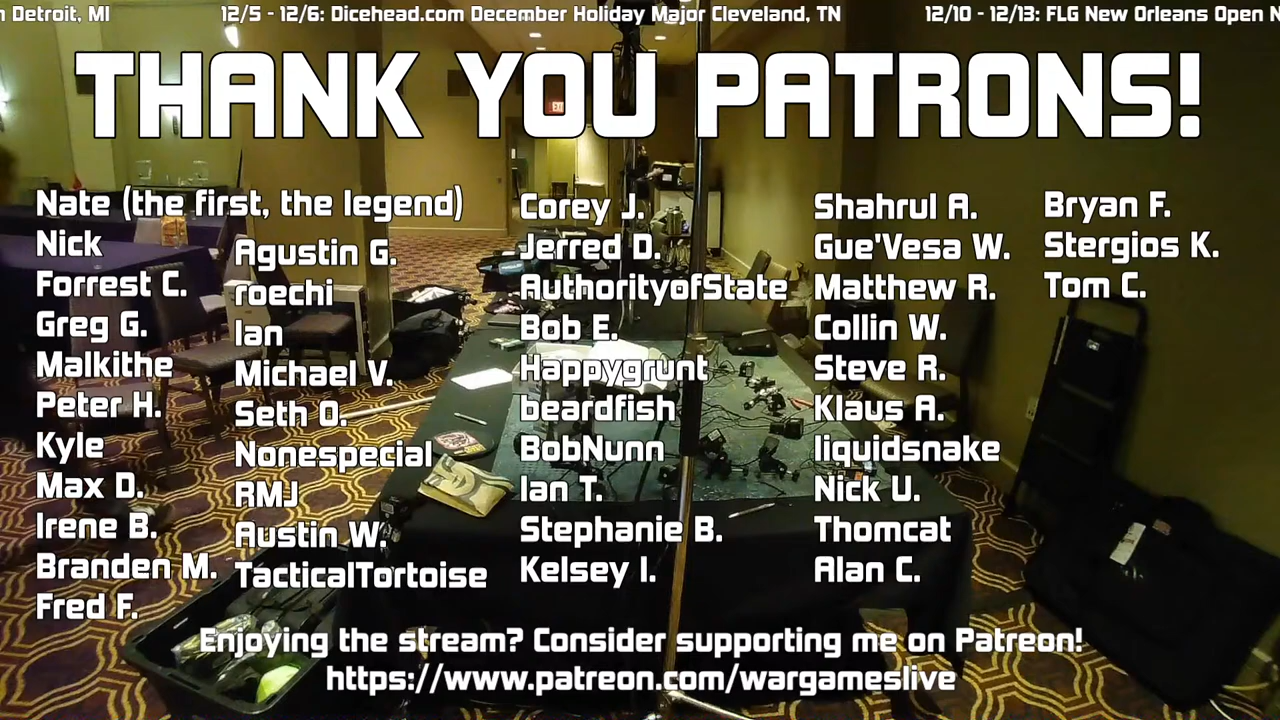 n Detroit, MI 12/5 - 12/6: Dicehead.com December Holiday Major Cleveland, TN 12/10 - 12/13: FLG New Orleans Open N
THANK YOU PATRONS!
EXIT
Nate (the first, the legend)
Nick
Forrest C.
Greg G.
Malkithe
Peter H.
Kyle
Max D.
Irene B.
Branden M.
Fred F.
Agustin G.
roechi
Ian
Michael V.
Seth O.
Nonespecial
RMJ
Austin W.
TacticalTortoise
Corey J.
Jerred D.
AuthorityofState
Bob E.
Happygrunt
beardfish
BobNunn
Ian T.
Stephanie B.
Kelsey I.
Shahrul A.
Gue'Vesa W.
Matthew R.
Collin W.
Steve R.
Klaus A.
liquidsnake
Nick U.
Thomcat
Alan C.
Bryan F.
Stergios K.
Tom C.
Enjoying the stream? Consider supporting me on Patreon!
https://www.patreon.com/wargameslive